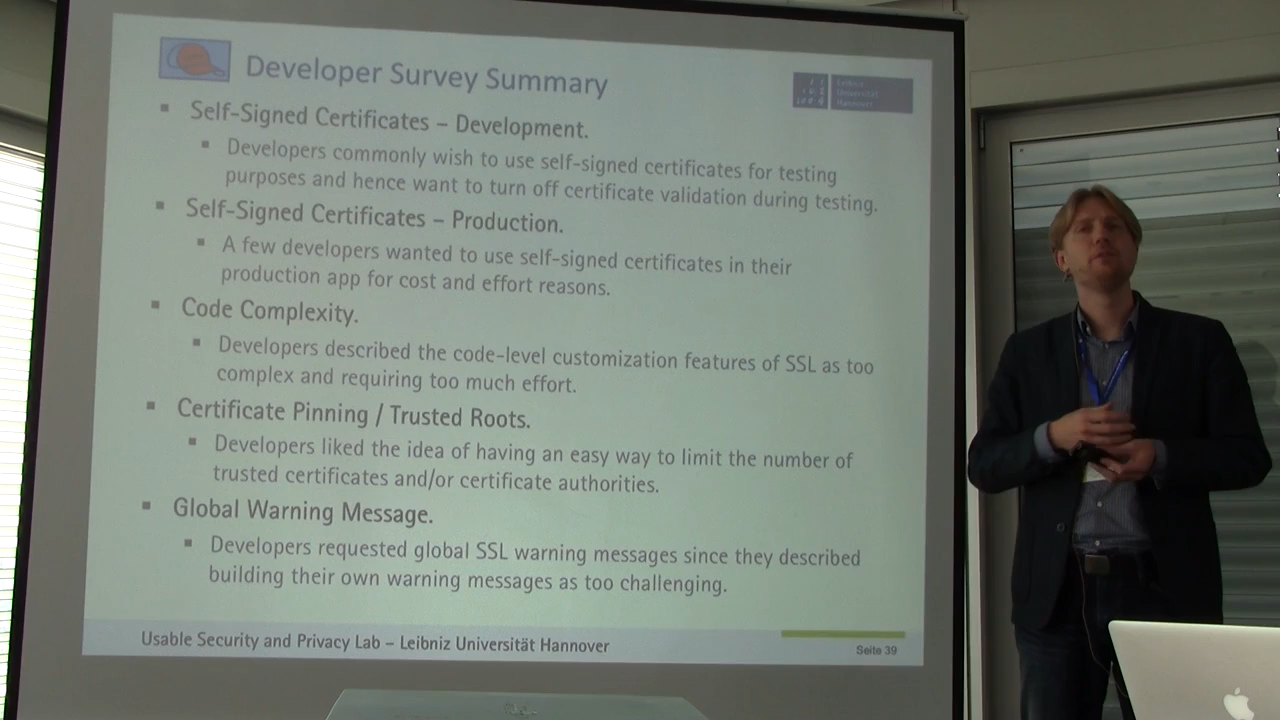 Developer Survey Summary
Leibniz
Universität
Hannover
Self-Signed Certificates – Development.
Developers commonly wish to use self-signed certificates for testing
purposes and hence want to turn off certificate validation during testing.
Self-Signed Certificates – Production.
A few developers wanted to use self-signed certificates in their
production app for cost and effort reasons.
Code Complexity.
Developers described the code-level customization features of SSL as too
complex and requiring too much effort.
Certificate Pinning / Trusted Roots.
Developers liked the idea of having an easy way to limit the number of
trusted certificates and/or certificate authorities.
Global Warning Message.
Developers requested global SSL warning messages since they described
building their own warning messages as too challenging.
Usable Security and Privacy Lab – Leibniz Universität Hannover
Seite 39